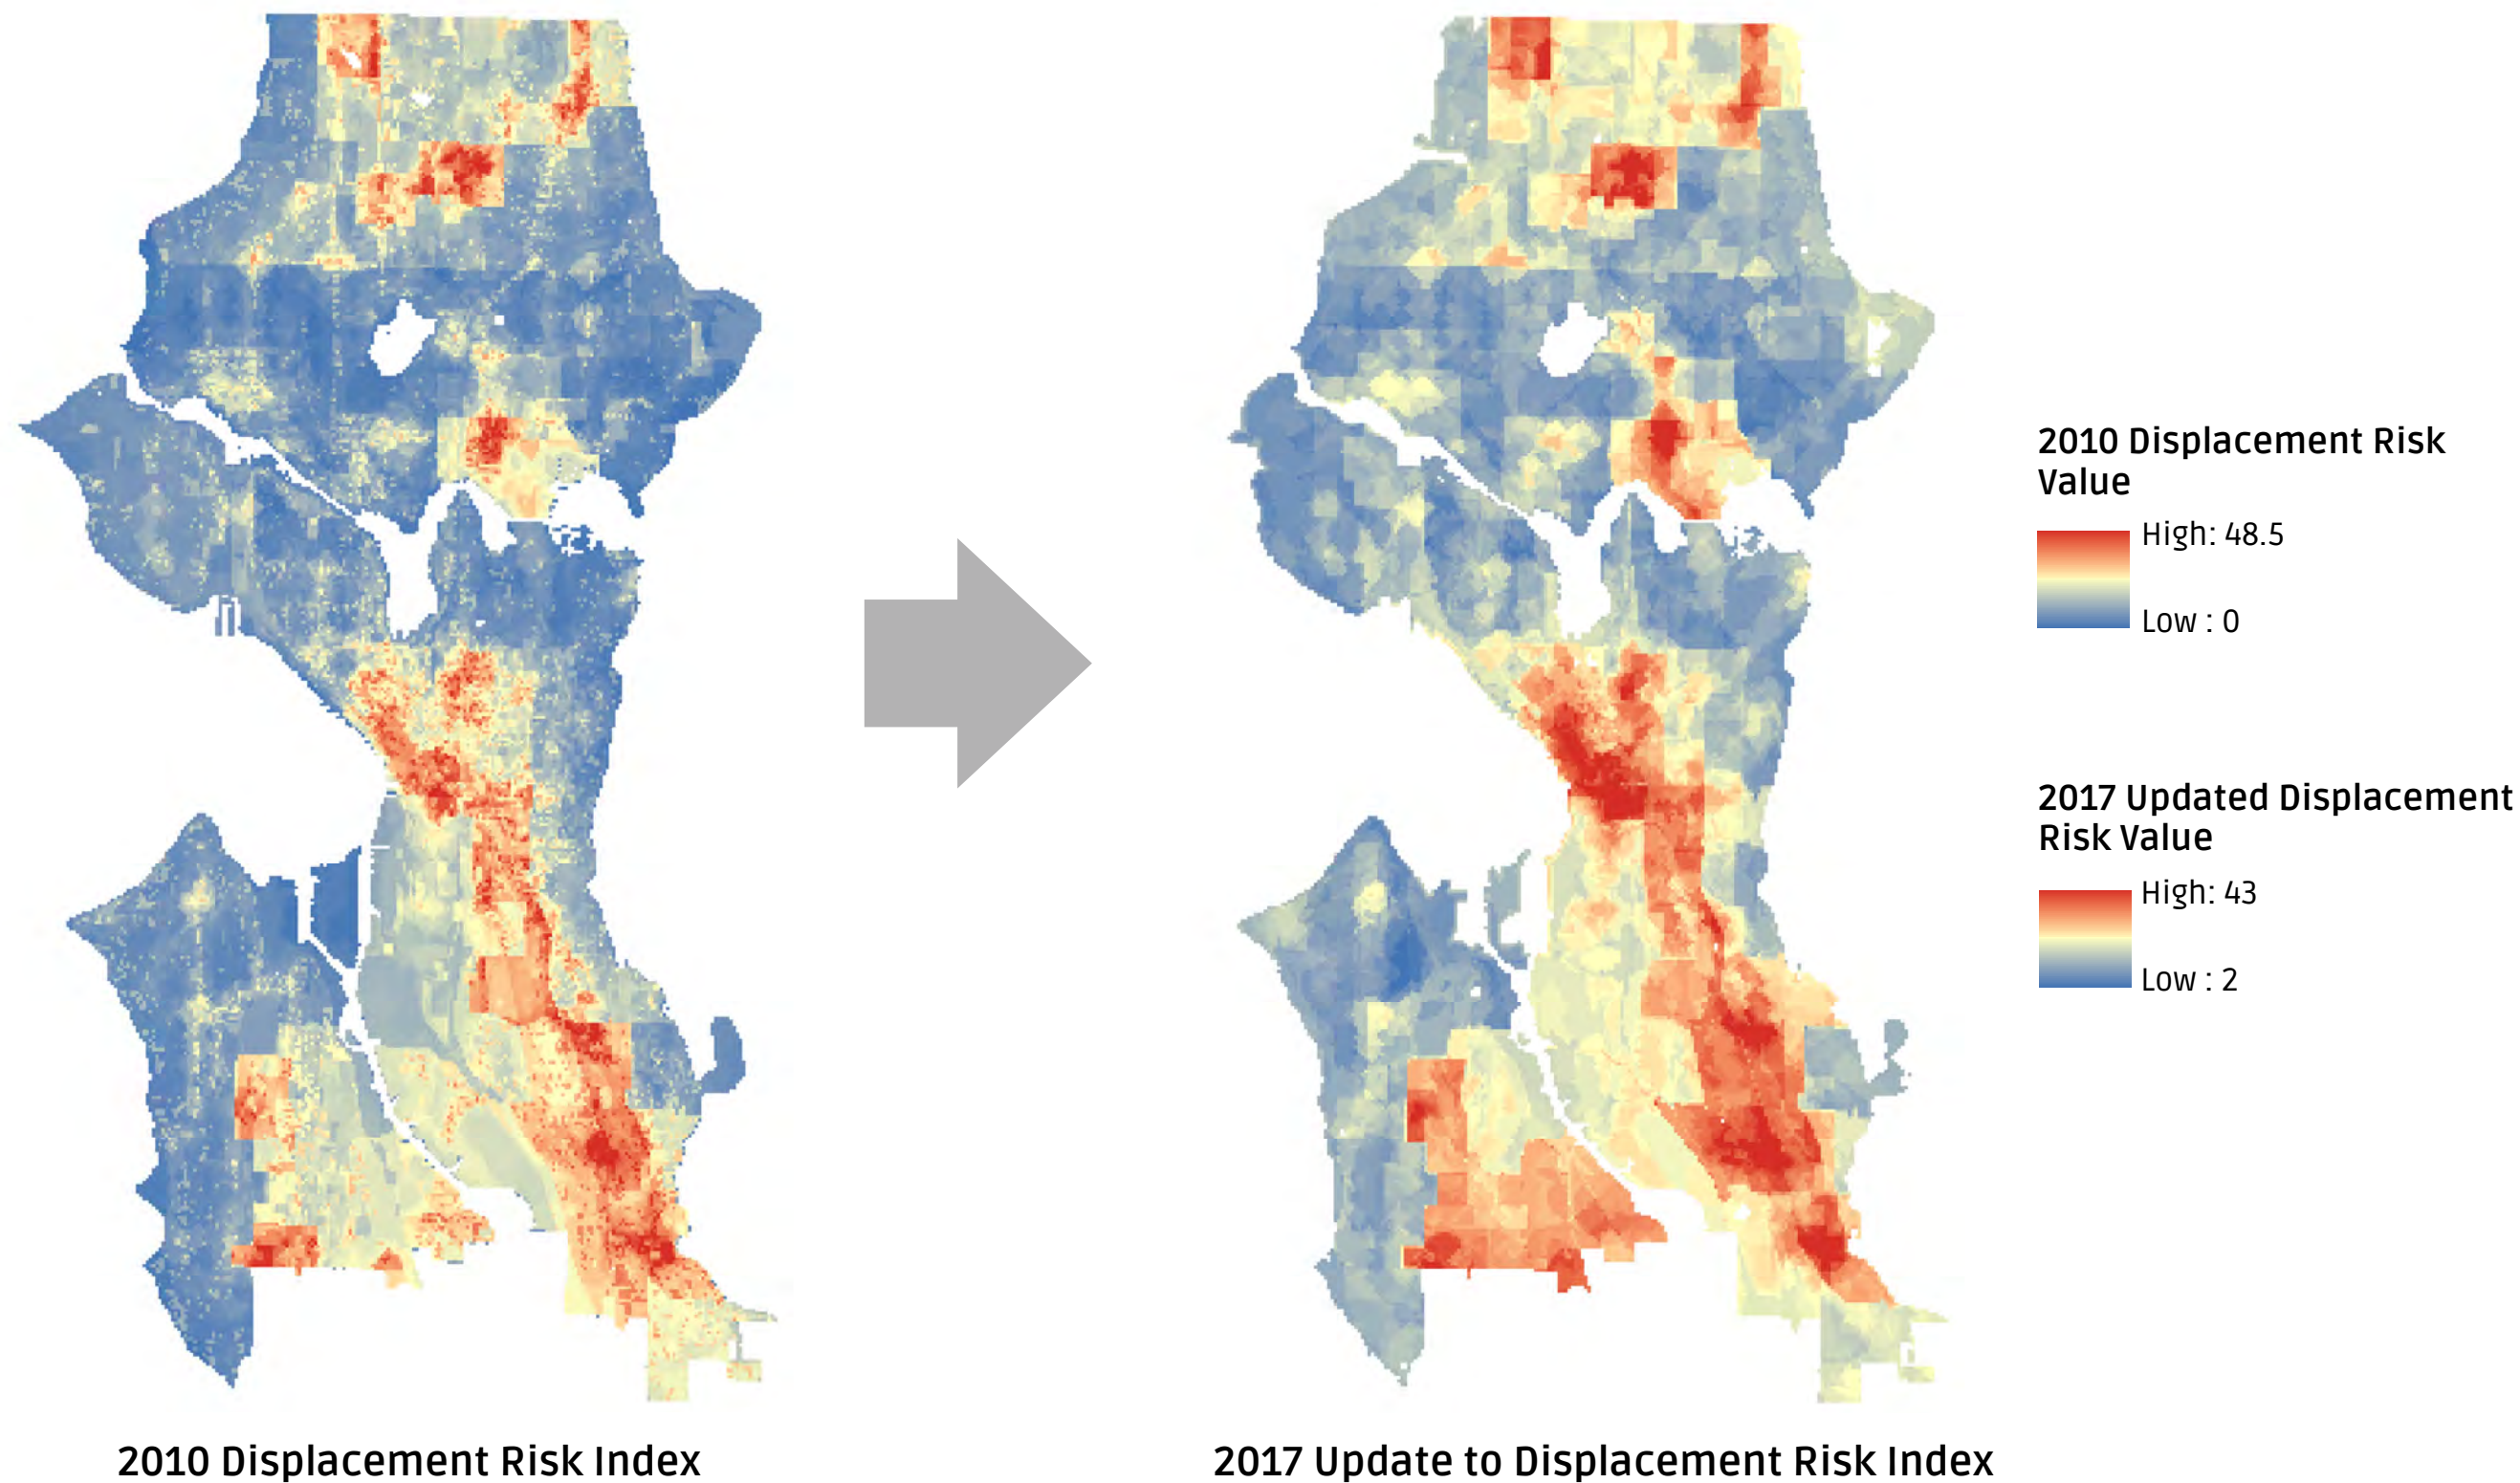 2010 Displacement Risk
Value
High: 48.5
Low : 0
2017 Updated Displacement
Risk Value
High: 43
Low : 2
2010 Displacement Risk Index
2017 Update to Displacement Risk Index